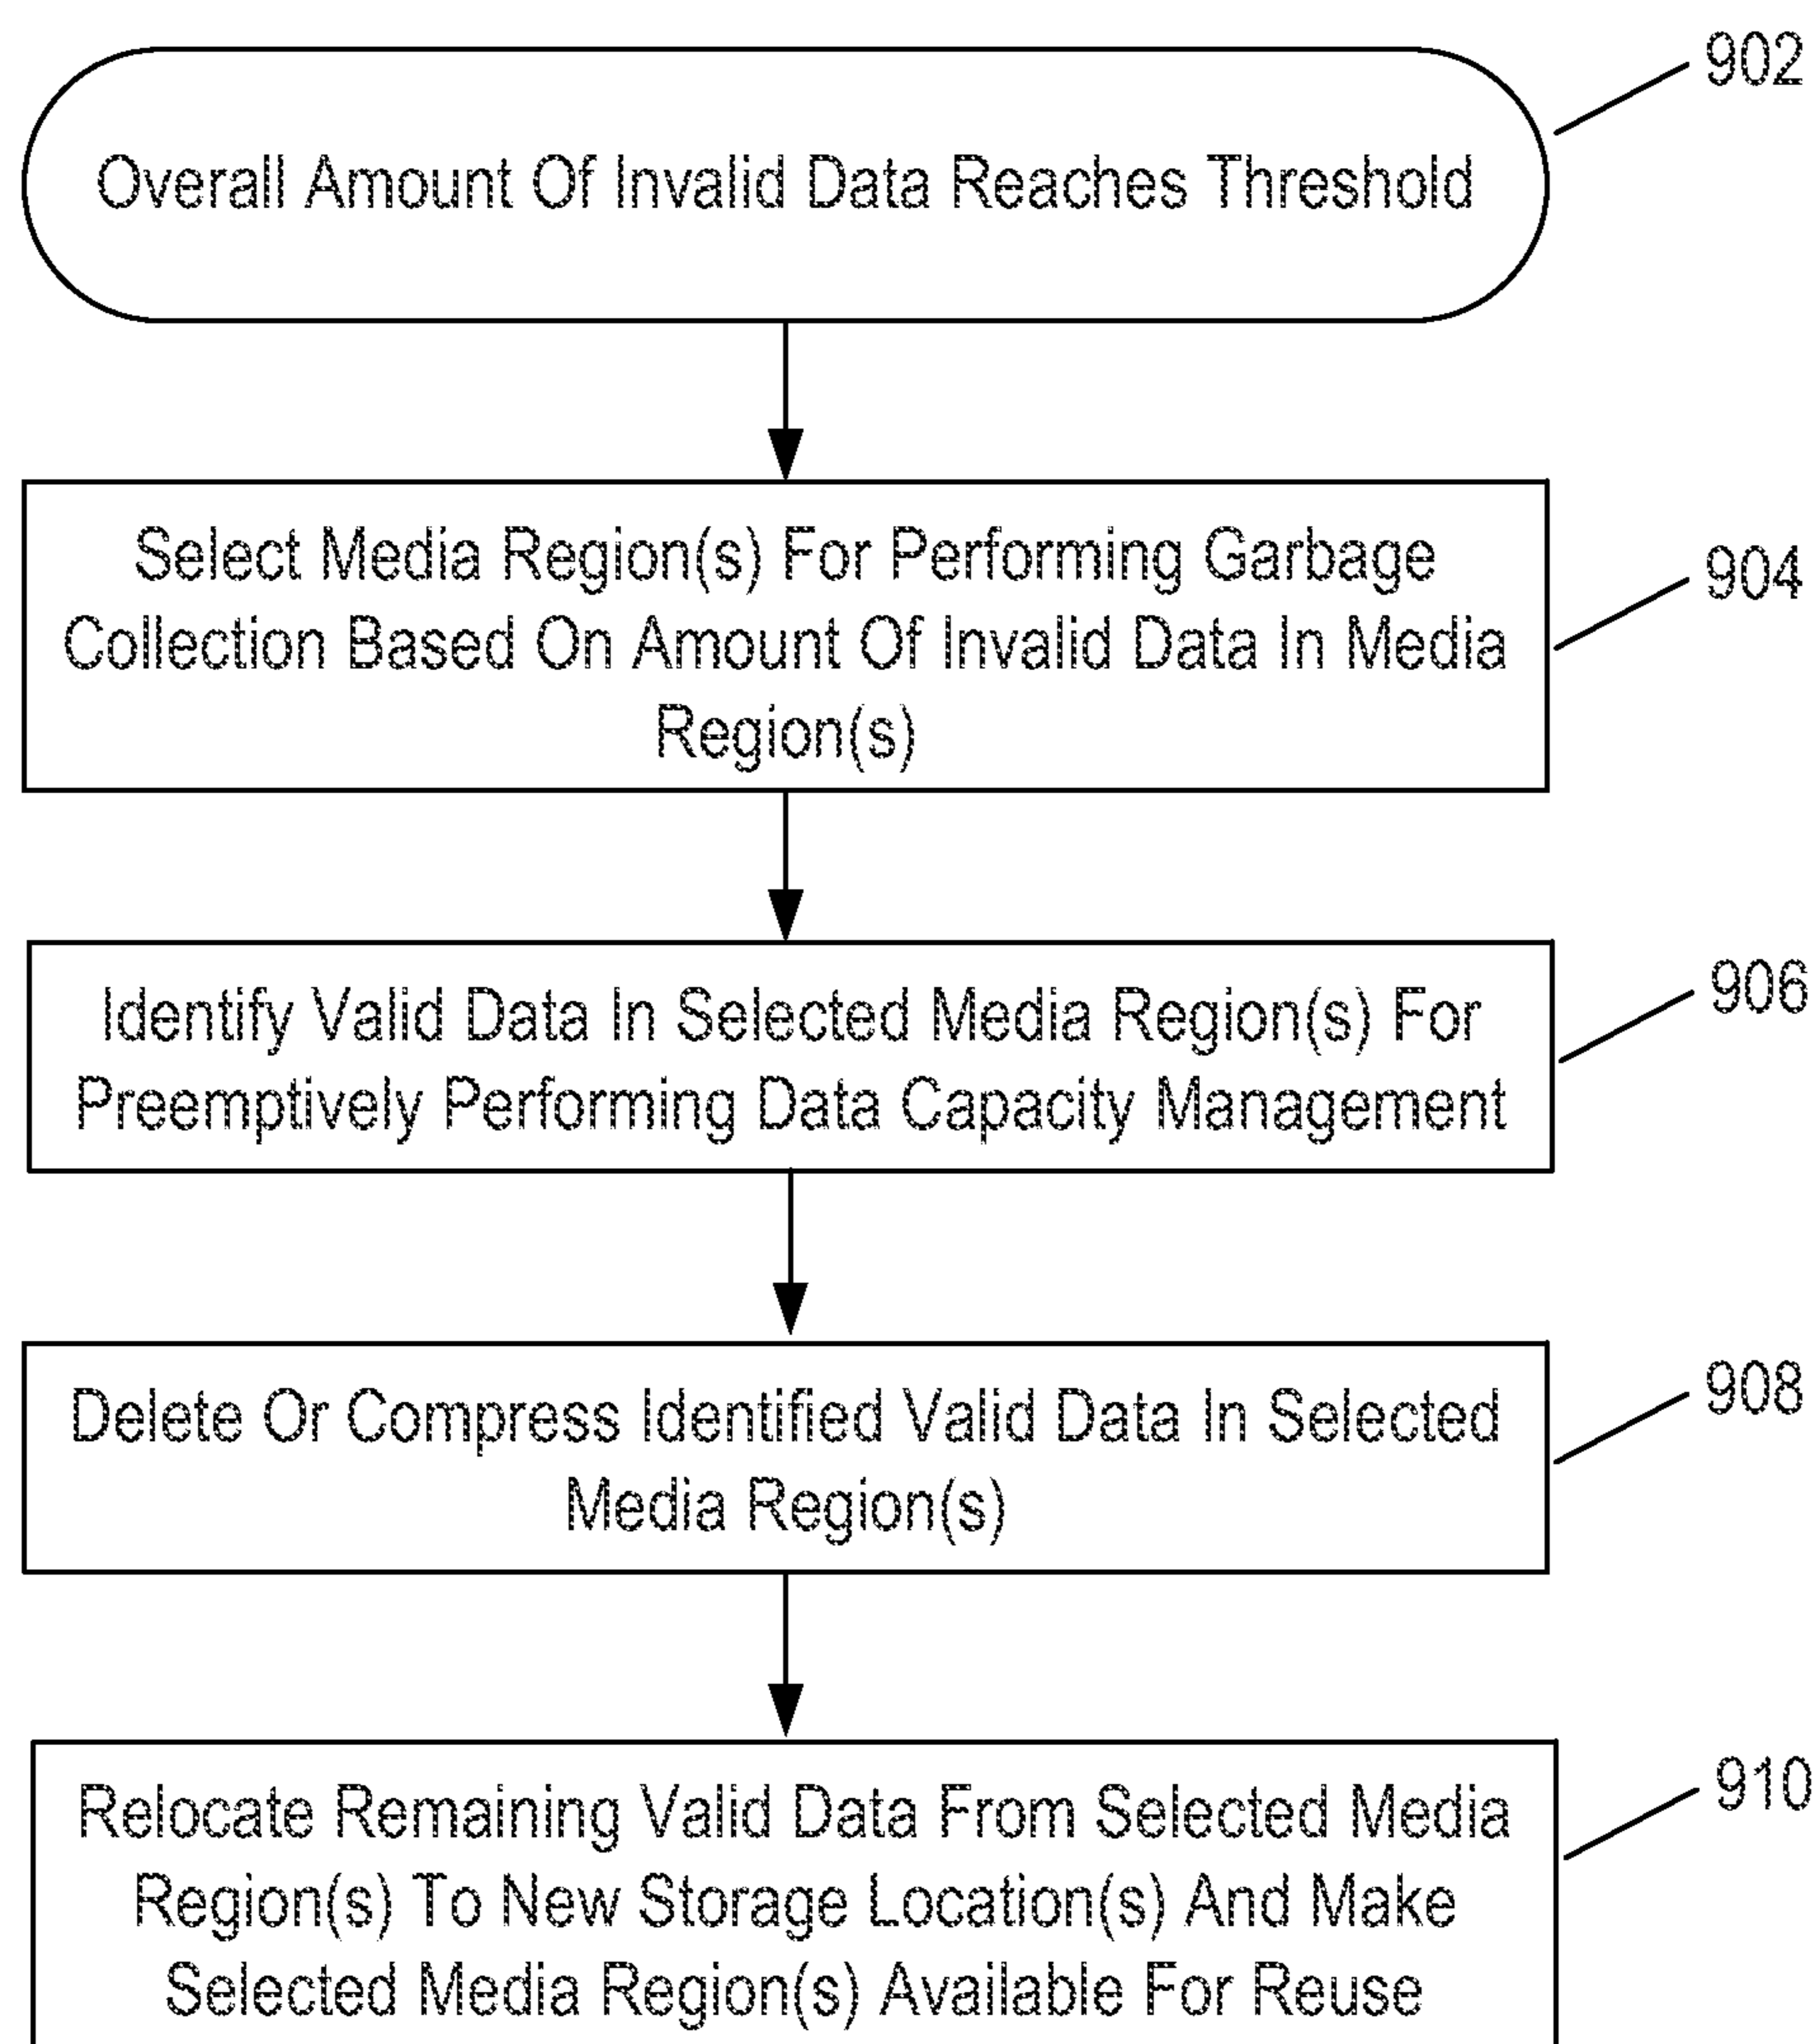 902
Overall Amount Of Invalid Data Reaches Threshold
Select Media Region(s) For Performing Garbage
Collection Based On Amount Of Invalid Data In Media
Region(s)
904
Identify Valid Data In Selected Media Region(s) For
Preemptively Performing Data Capacity Management
906
Delete Or Compress Identified Valid Data In Selected
Media Region(s)
908
Relocate Remaining Valid Data From Selected Media
Region(s) To New Storage Location(s) And Make
Selected Media Region(s) Available For Reuse
910